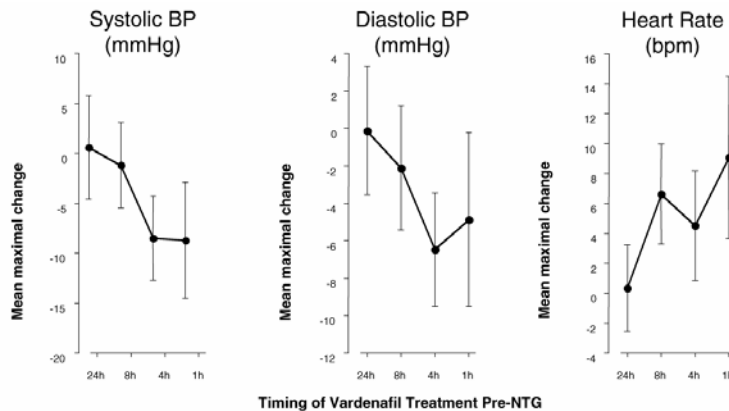 Systolic BP
(mmHg)
Mean maximal change
10
5
0
-5
-10
-15
-20
24h 8h 4h 1h
Diastolic BP
(mmHg)
Mean maximal change
4
2
0
-2
-4
-6
-8
-10
-12
24h 8h 4h 1h
Heart Rate
(bpm)
Mean maximal change
16
14
12
10
8
6
4
2
0
-2
-4
24h 8h 4h 1h
Timing of Vardenafil Treatment Pre-NTG